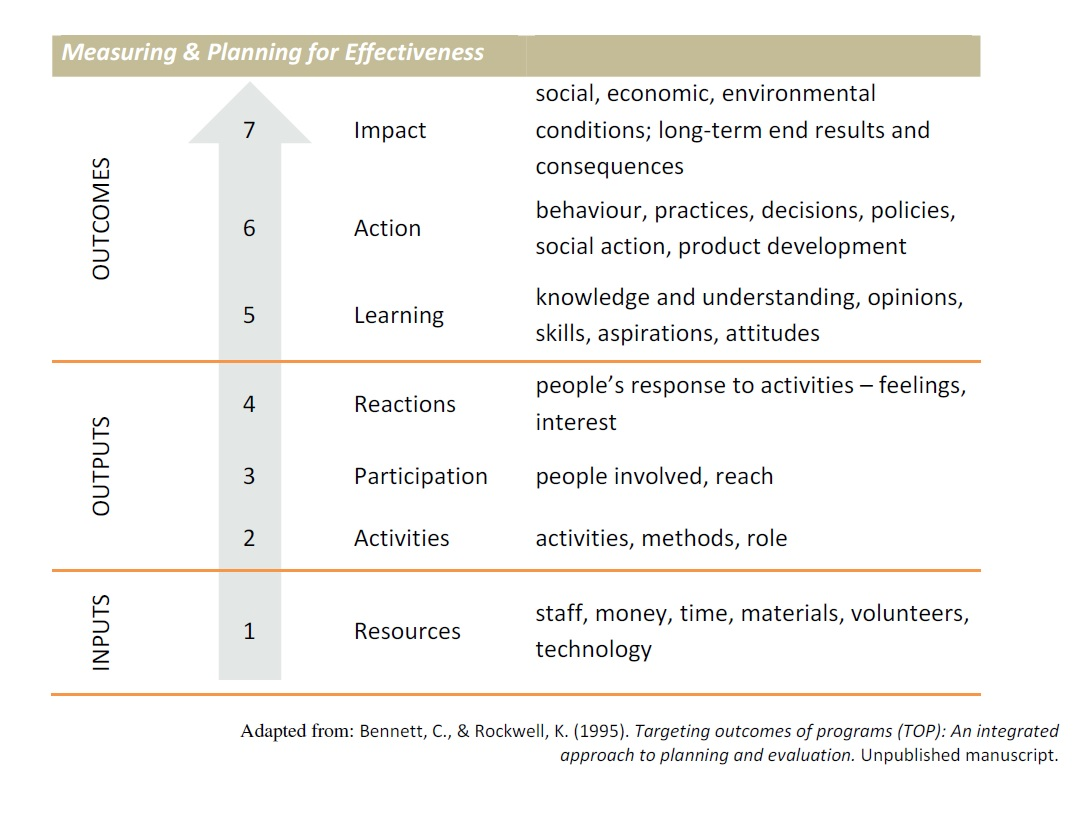 Measuring & Planning for Effectiveness
OUTCOMES
7
Impact
social, economic, environmental
conditions; long-term end results and
consequences
6
Action
behaviour, practices, decisions, policies,
social action, product development
5
Learning
knowledge and understanding, opinions,
skills, aspirations, attitudes
OUTPUTS
4
Reactions
people’s response to activities – feelings,
interest
3
Participation
people involved, reach
2
Activities
activities, methods, role
INPUTS
1
Resources
staff, money, time, materials, volunteers,
technology
Adapted from: Bennett, C., & Rockwell, K. (1995). Targeting outcomes of programs (TOP): An integrated
approach to planning and evaluation. Unpublished manuscript.